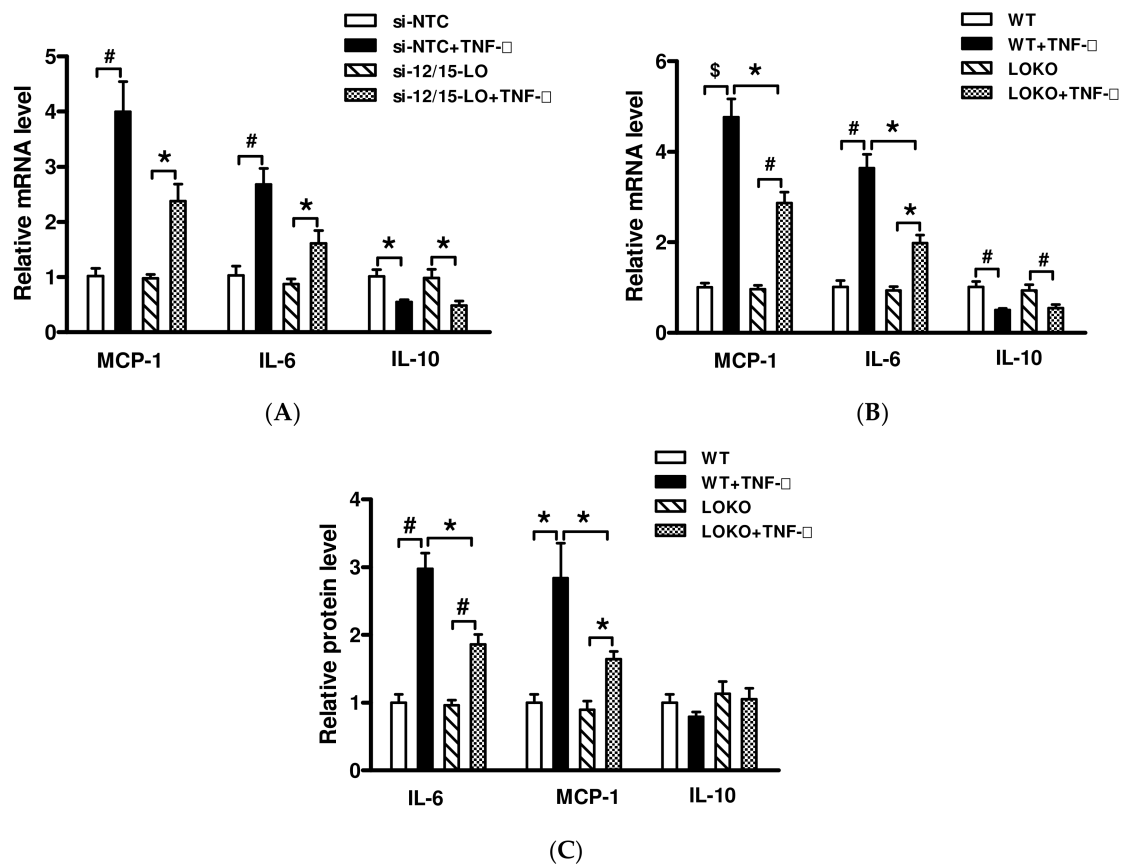 si-NTC
si-NTC+TNF-□
si-12/15-LO
si-12/15-LO+TNF-□
Relative mRNA level
5
4
3
2
1
0
#
*
#
*
*
*
MCP-1
IL-6
IL-10
(A)
WT
WT+TNF-□
LOKO
LOKO+TNF-□
Relative mRNA level
6
4
2
0
$
*
#
#
*
*
#
#
MCP-1
IL-6
IL-10
(B)
WT
WT+TNF-□
LOKO
LOKO+TNF-□
Relative protein level
4
3
2
1
0
#
*
#
*
*
*
IL-6
MCP-1
IL-10
(C)